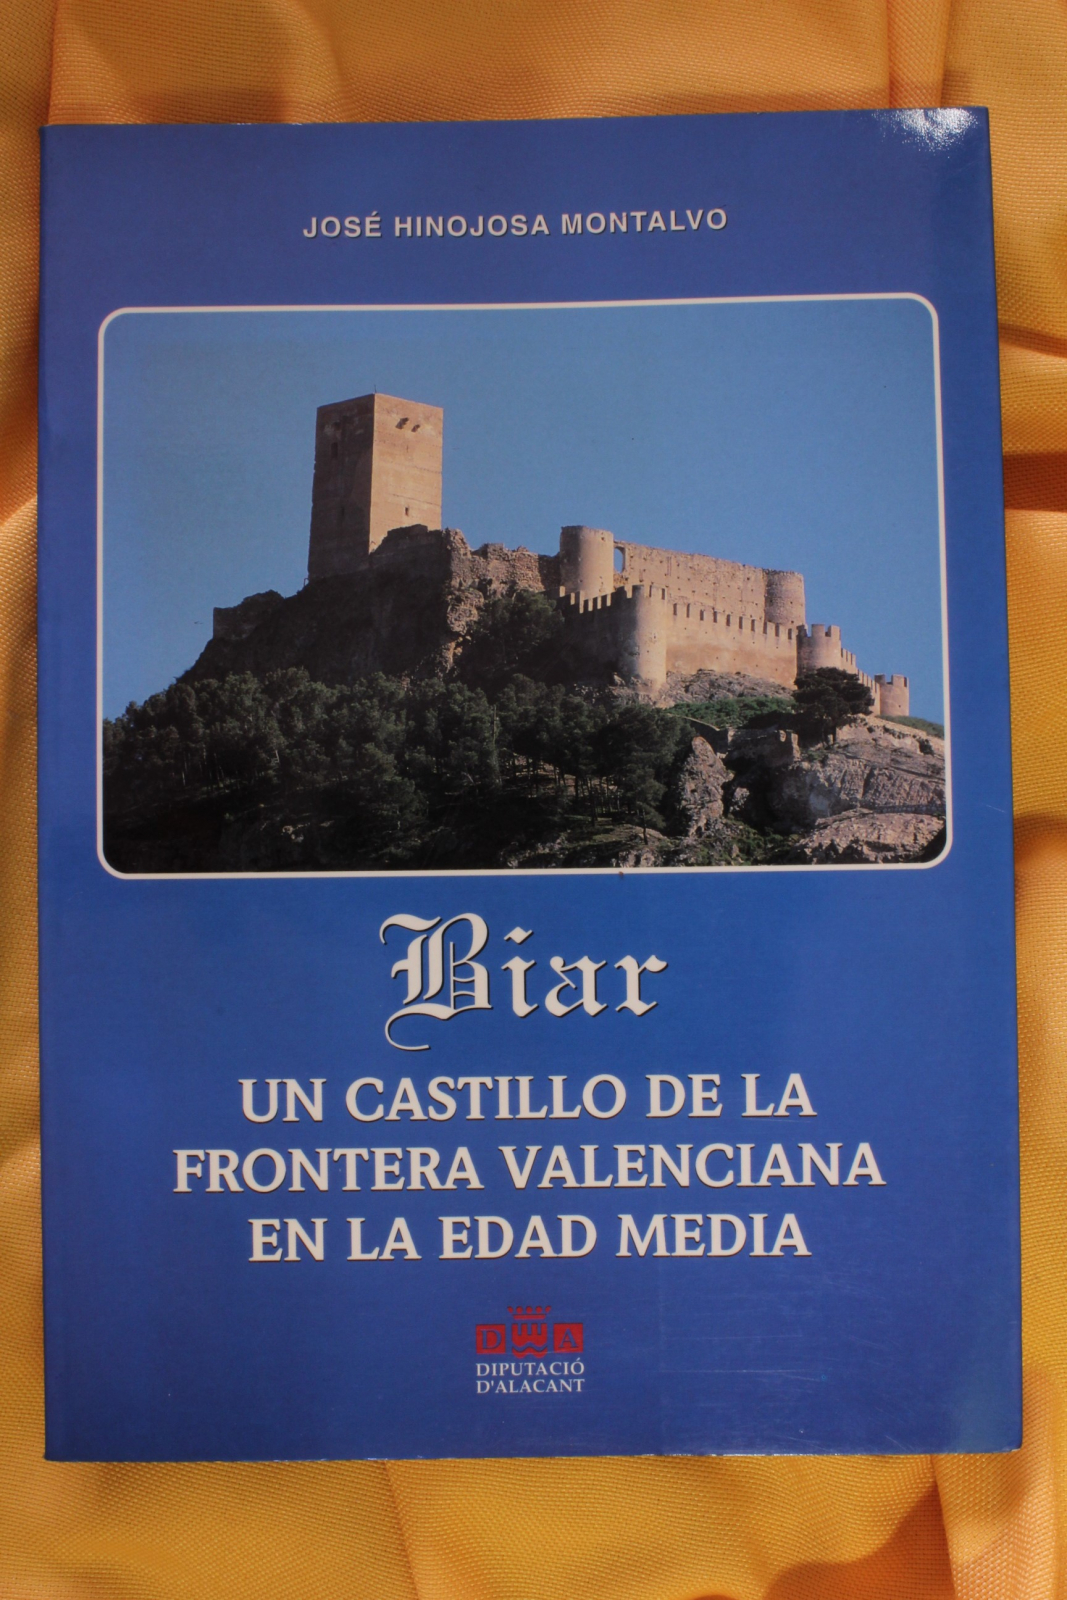 JOSÉ HINOJOSA MONTALVO
Biar
UN CASTILLO DE LA
FRONTERA VALENCIANA
EN LA EDAD MEDIA
D A
DIPUTACIÓ
D'ALACANT